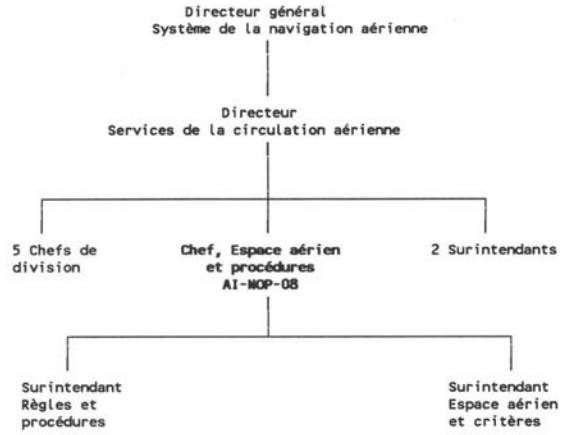 Directeur général
Système de la navigation aérienne
Directeur
Services de la circulation aérienne
5 Chefs de
division
Chef, Espace aérien
et procédures
AI-NOP-08
2 Surintendants
Surintendant
Règles et
procédures
Surintendant
Espace aérien
et critères